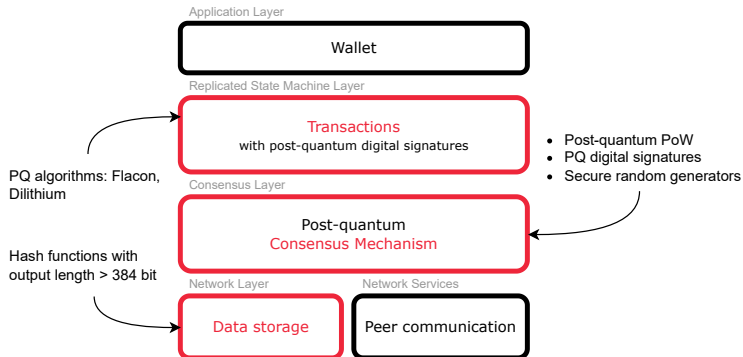 Application Layer
Wallet
Replicated State Machine Layer
Transactions
with post-quantum digital signatures
PQ algorithms: Flacon,
Dilithium
• Post-quantum PoW
• PQ digital signatures
• Secure random generators
Consensus Layer
Post-quantum
Consensus Mechanism
Hash functions with
output length > 384 bit
Network Layer
Data storage
Network Services
Peer communication